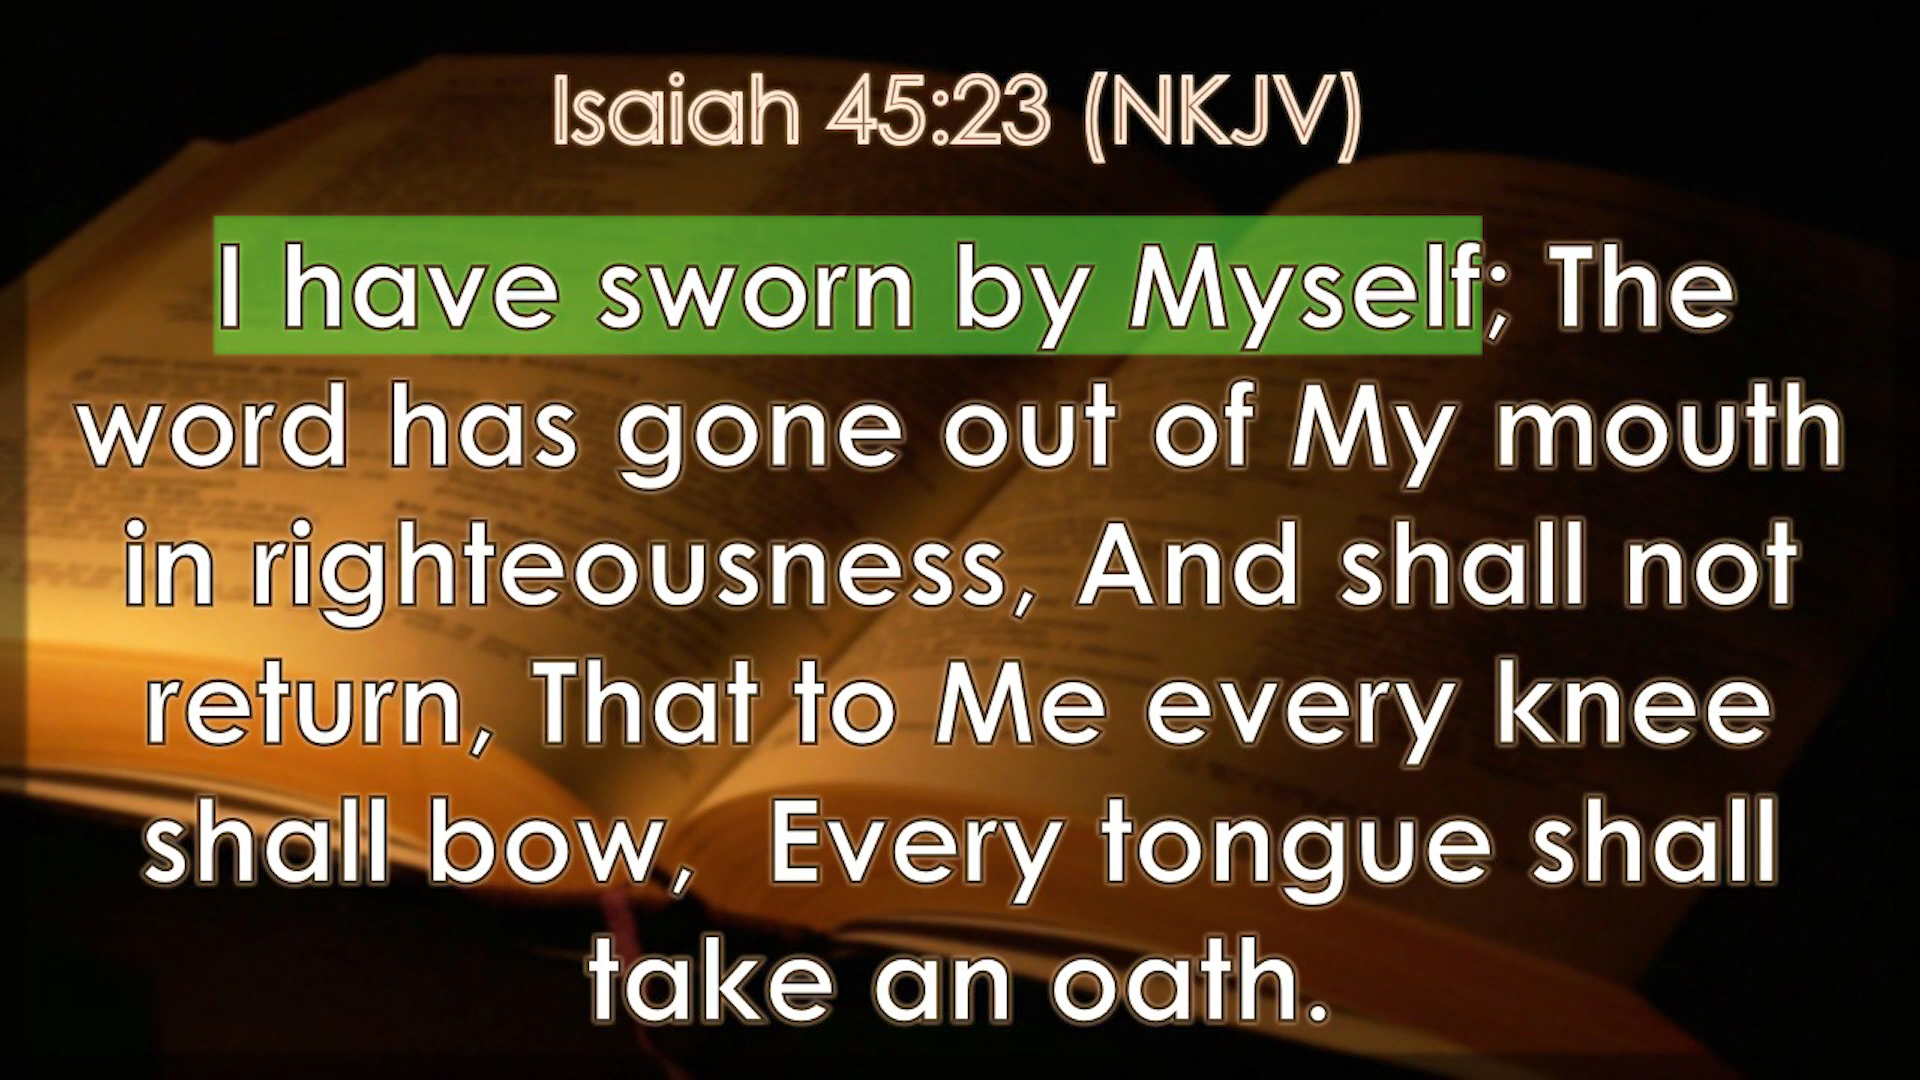 Isaiah 45:23 (NKJV)
I have sworn by Myself; The
word has gone out of My mouth
in righteousness, And shall not
return, That to Me every knee
shall bow,  Every tongue shall
take an oath.